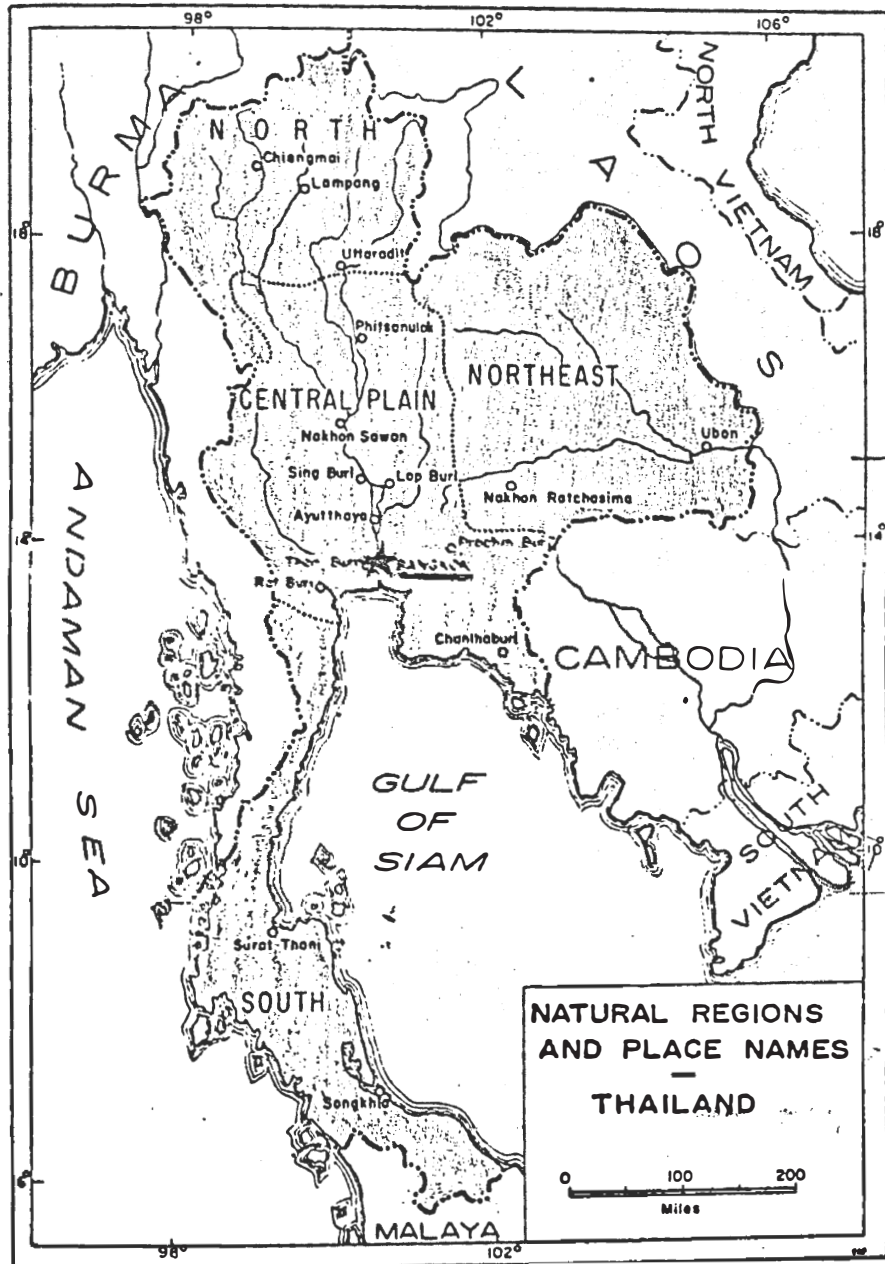 98°
102°
106°
BURMA
NORTH
Chiengmai
Lampang
LAOS
NORTH VIETNAM
18°
18°
Uttaradit
Phitsanulok
NORTHEAST
CENTRAL PLAIN
Nakhon Sawan
Ubon
Sing Buri
Lop Buri
Nakhon Ratchasima
Ayutthaya
14°
14°
Prachin Buri
BANGKOK
Rat Buri
Chanthaburi
CAMBODIA
ANDAMAN SEA
GULF
OF
SIAM
SOUTH
VIETNAM
10°
10°
Surat Thani
SOUTH
Songkhla
6°
MALAYA
98°
102°
NATURAL REGIONS
AND PLACE NAMES
—
THAILAND
0 100 200
Miles